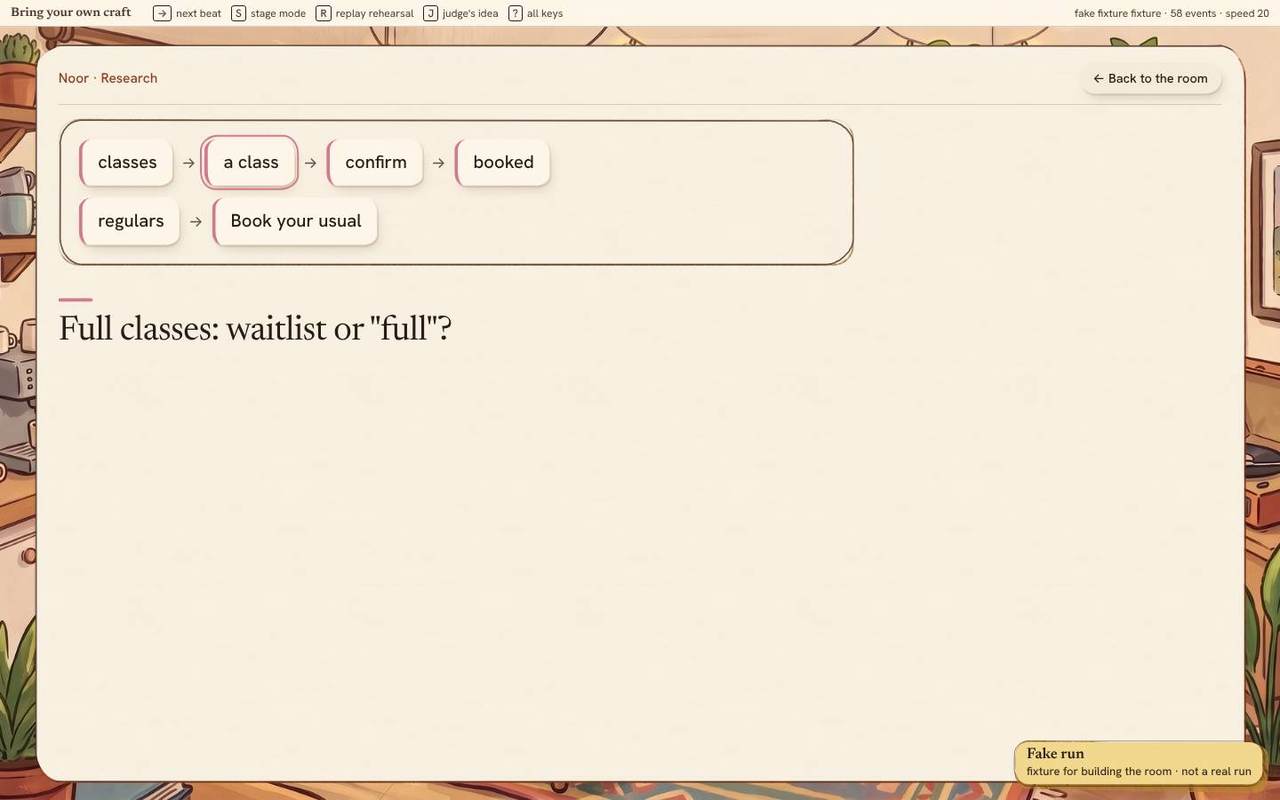 Bring your own craft → next beat S stage mode R replay rehearsal J judge's idea ? all keys fake fixture fixture · 58 events · speed 20
Noor · Research ← Back to the room
classes → a class → confirm → booked
regulars → Book your usual
Full classes: waitlist or "full"?
Fake run
fixture for building the room · not a real run